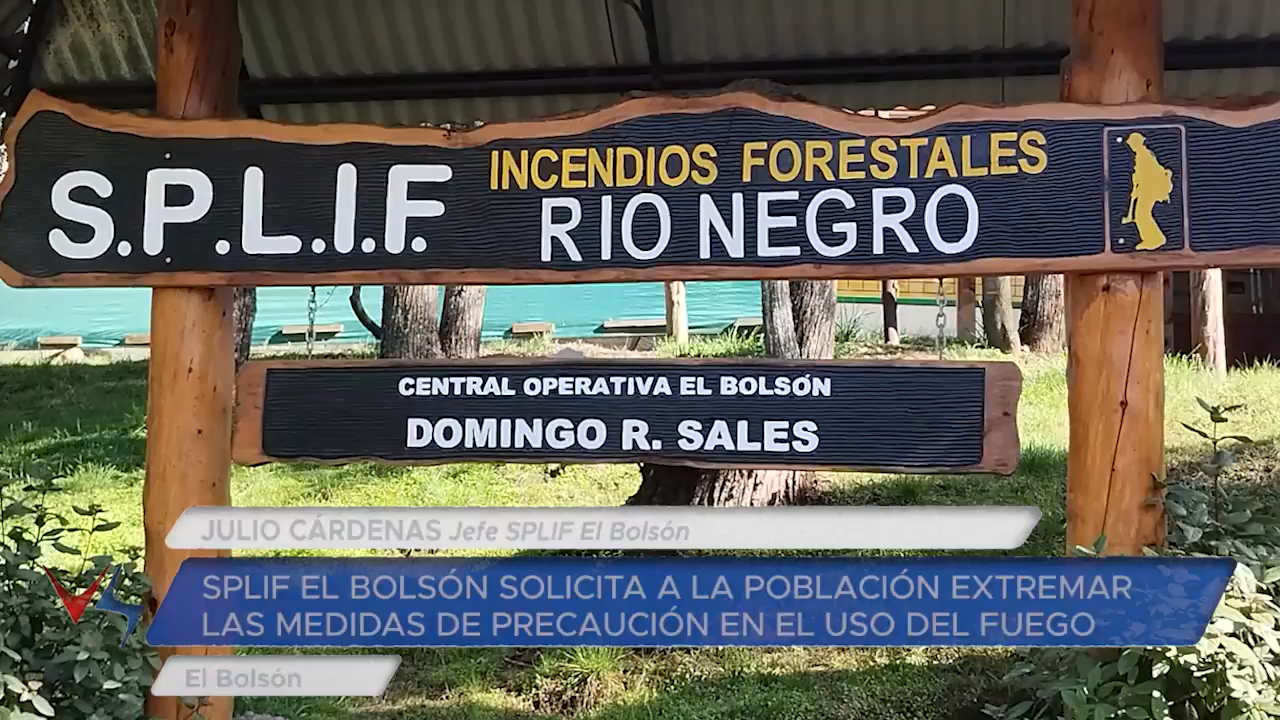 S.P.L.I.F.
INCENDIOS FORESTALES
RIO NEGRO
CENTRAL OPERATIVA EL BOLSÓN
DOMINGO R. SALES
JULIO CÁRDENAS Jefe SPLIF El Bolsón
SPLIF EL BOLSÓN SOLICITA A LA POBLACIÓN EXTREMAR
LAS MEDIDAS DE PRECAUCIÓN EN EL USO DEL FUEGO
El Bolsón